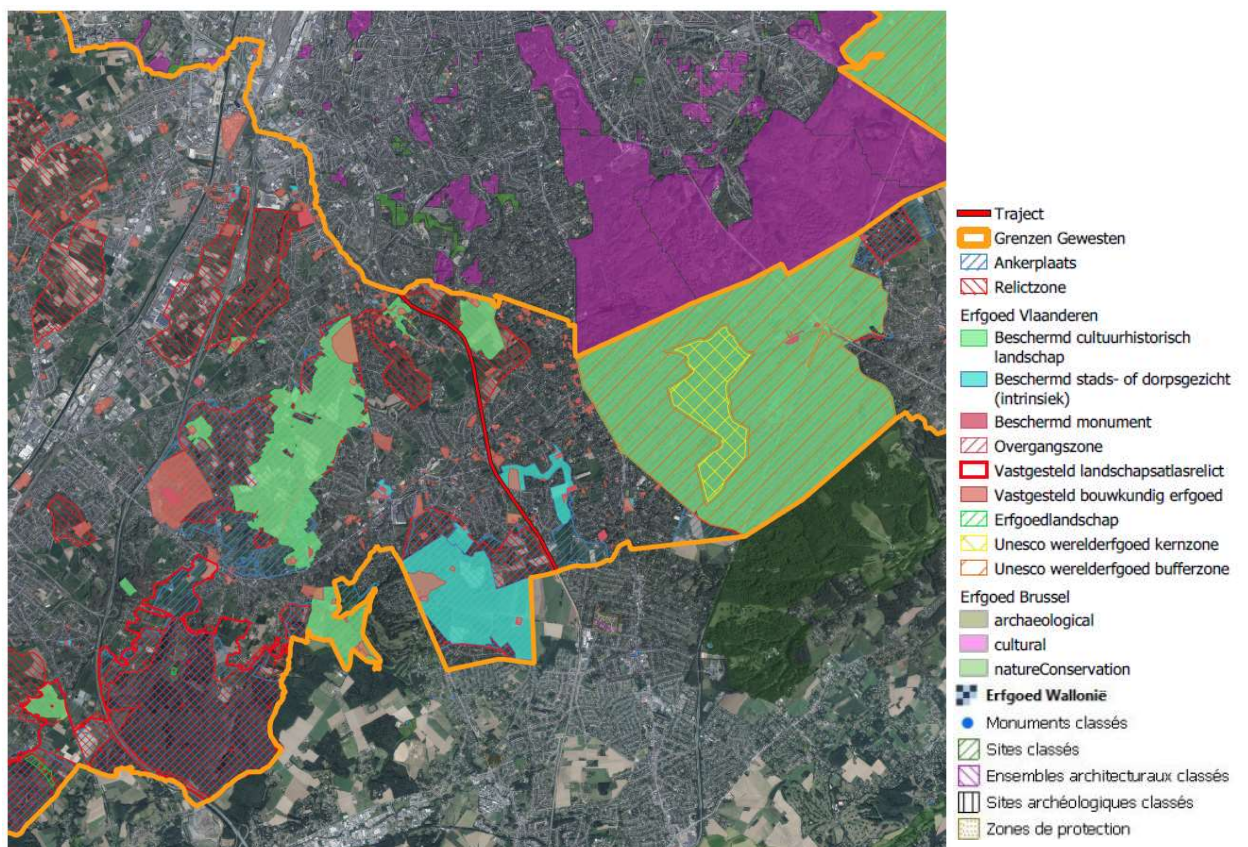 Traject
Grenzen Gewesten
Ankerplaats
Relictzone
Erfgoed Vlaanderen
Beschermd cultuurhistorisch
landschap
Beschermd stads- of dorpsgezicht
(intrinsiek)
Beschermd monument
Overgangszone
Vastgesteld landschapsatlasrelict
Vastgesteld bouwkundig erfgoed
Erfgoedlandschap
Unesco werelderfgoed kernzone
Unesco werelderfgoed bufferzone
Erfgoed Brussel
archaeological
cultural
natureConservation
Erfgoed Wallonië
Monuments classés
Sites classés
Ensembles architecturaux classés
Sites archéologiques classés
Zones de protection